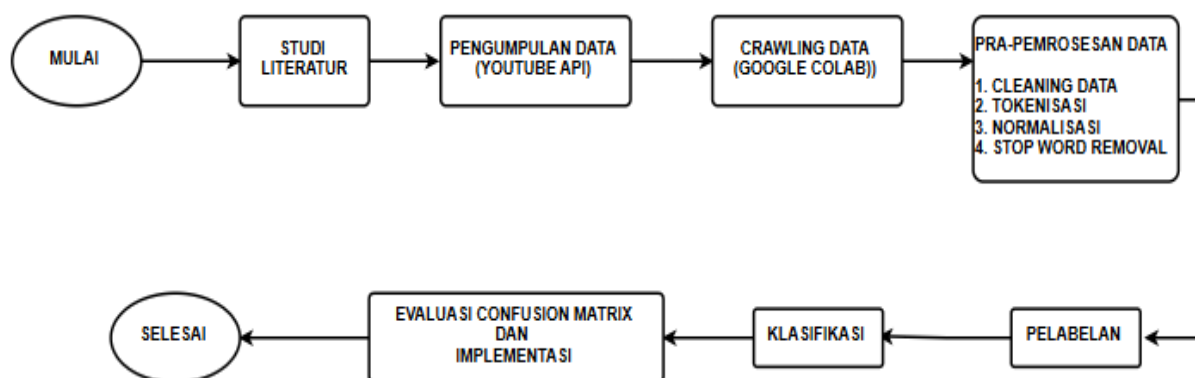 MULAI
STUDI
LITERATUR
PENGUMPULAN DATA
(YOUTUBE API)
CRAWLING DATA
(GOOGLE COLAB))
PRA-PEMROSESAN DATA
1. CLEANING DATA
2. TOKENISASI
3. NORMALISASI
4. STOP WORD REMOVAL
PELABELAN
KLASIFIKASI
EVALUASI CONFUSION MATRIX
DAN
IMPLEMENTASI
SELESAI